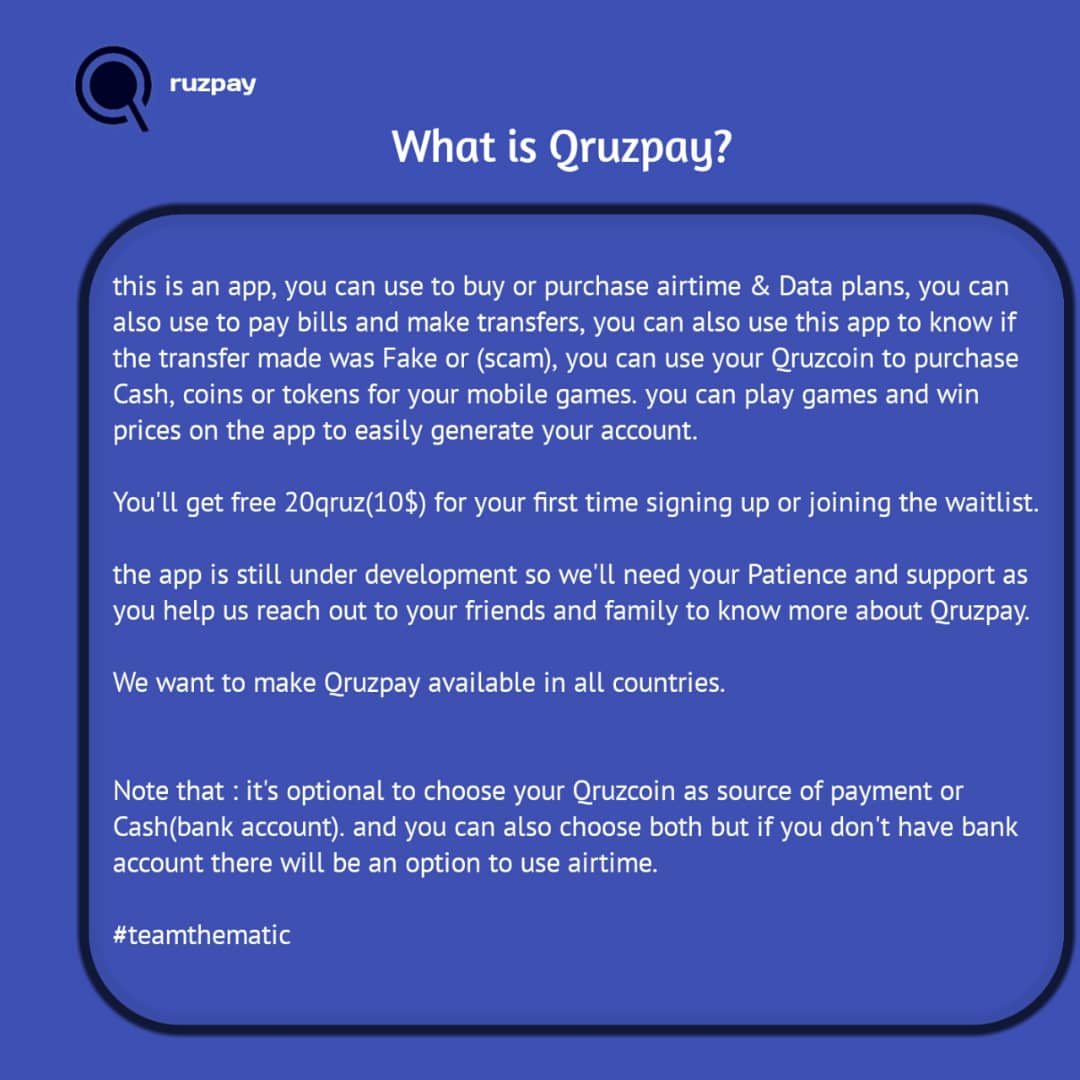 Qruzpay
What is Qruzpay?
this is an app, you can use to buy or purchase airtime & Data plans, you can
also use to pay bills and make transfers, you can also use this app to know if
the transfer made was Fake or (scam), you can use your Qruzcoin to purchase
Cash, coins or tokens for your mobile games. you can play games and win
prices on the app to easily generate your account.
You'll get free 20qruz(10$) for your first time signing up or joining the waitlist.
the app is still under development so we'll need your Patience and support as
you help us reach out to your friends and family to know more about Qruzpay.
We want to make Qruzpay available in all countries.
Note that : it's optional to choose your Qruzcoin as source of payment or
Cash(bank account). and you can also choose both but if you don't have bank
account there will be an option to use airtime.
#teamthematic